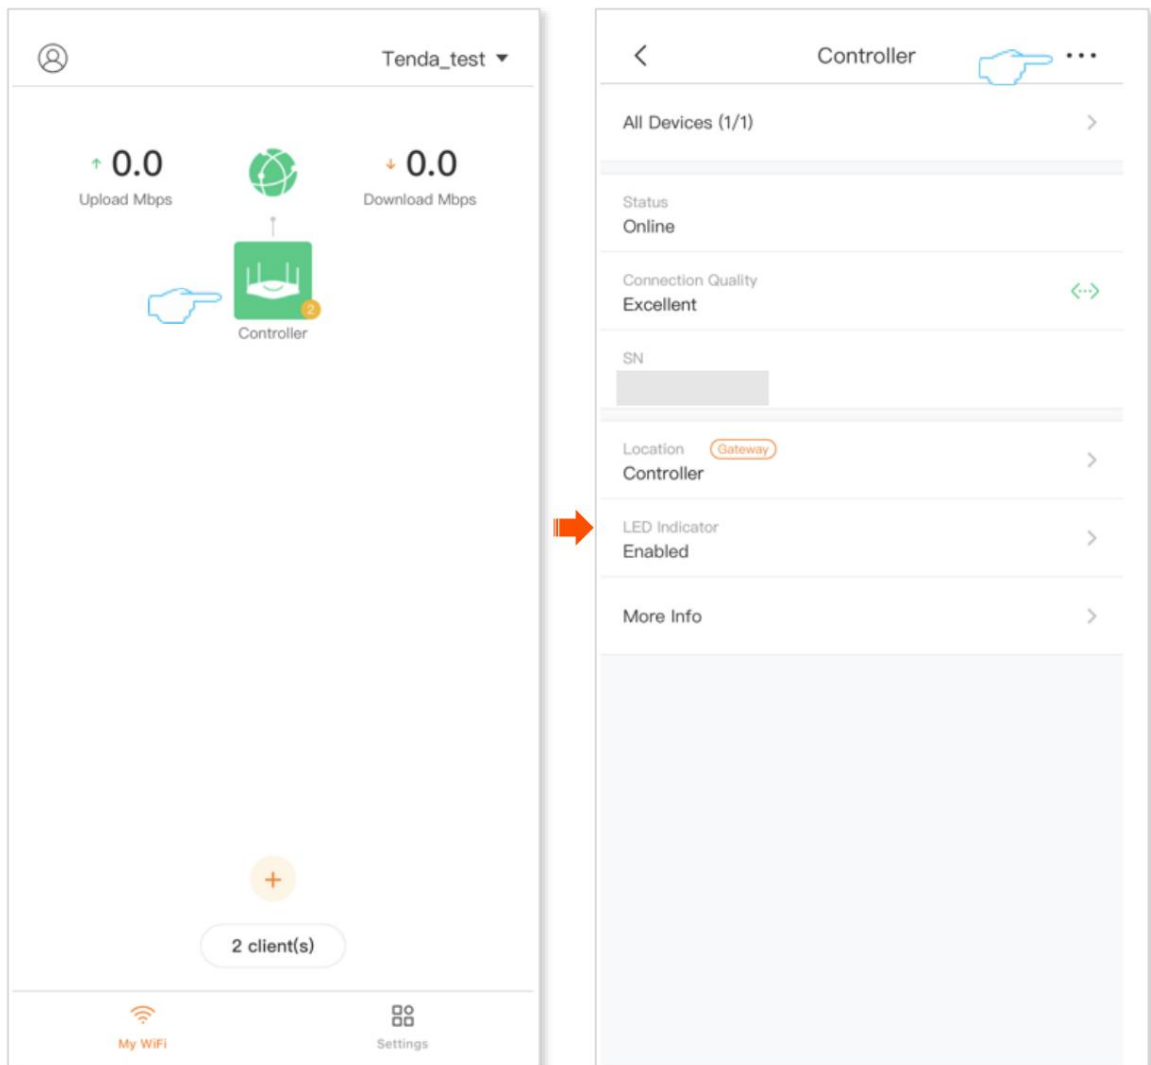 Tenda_test
0.0
0.0
Upload Mbps
Download Mbps
2
Controller
2 client(s)
My WiFi
Settings
Controller
All Devices (1/1)
Status
Online
Connection Quality
Excellent
SN
Location Gateway
Controller
LED Indicator
Enabled
More Info